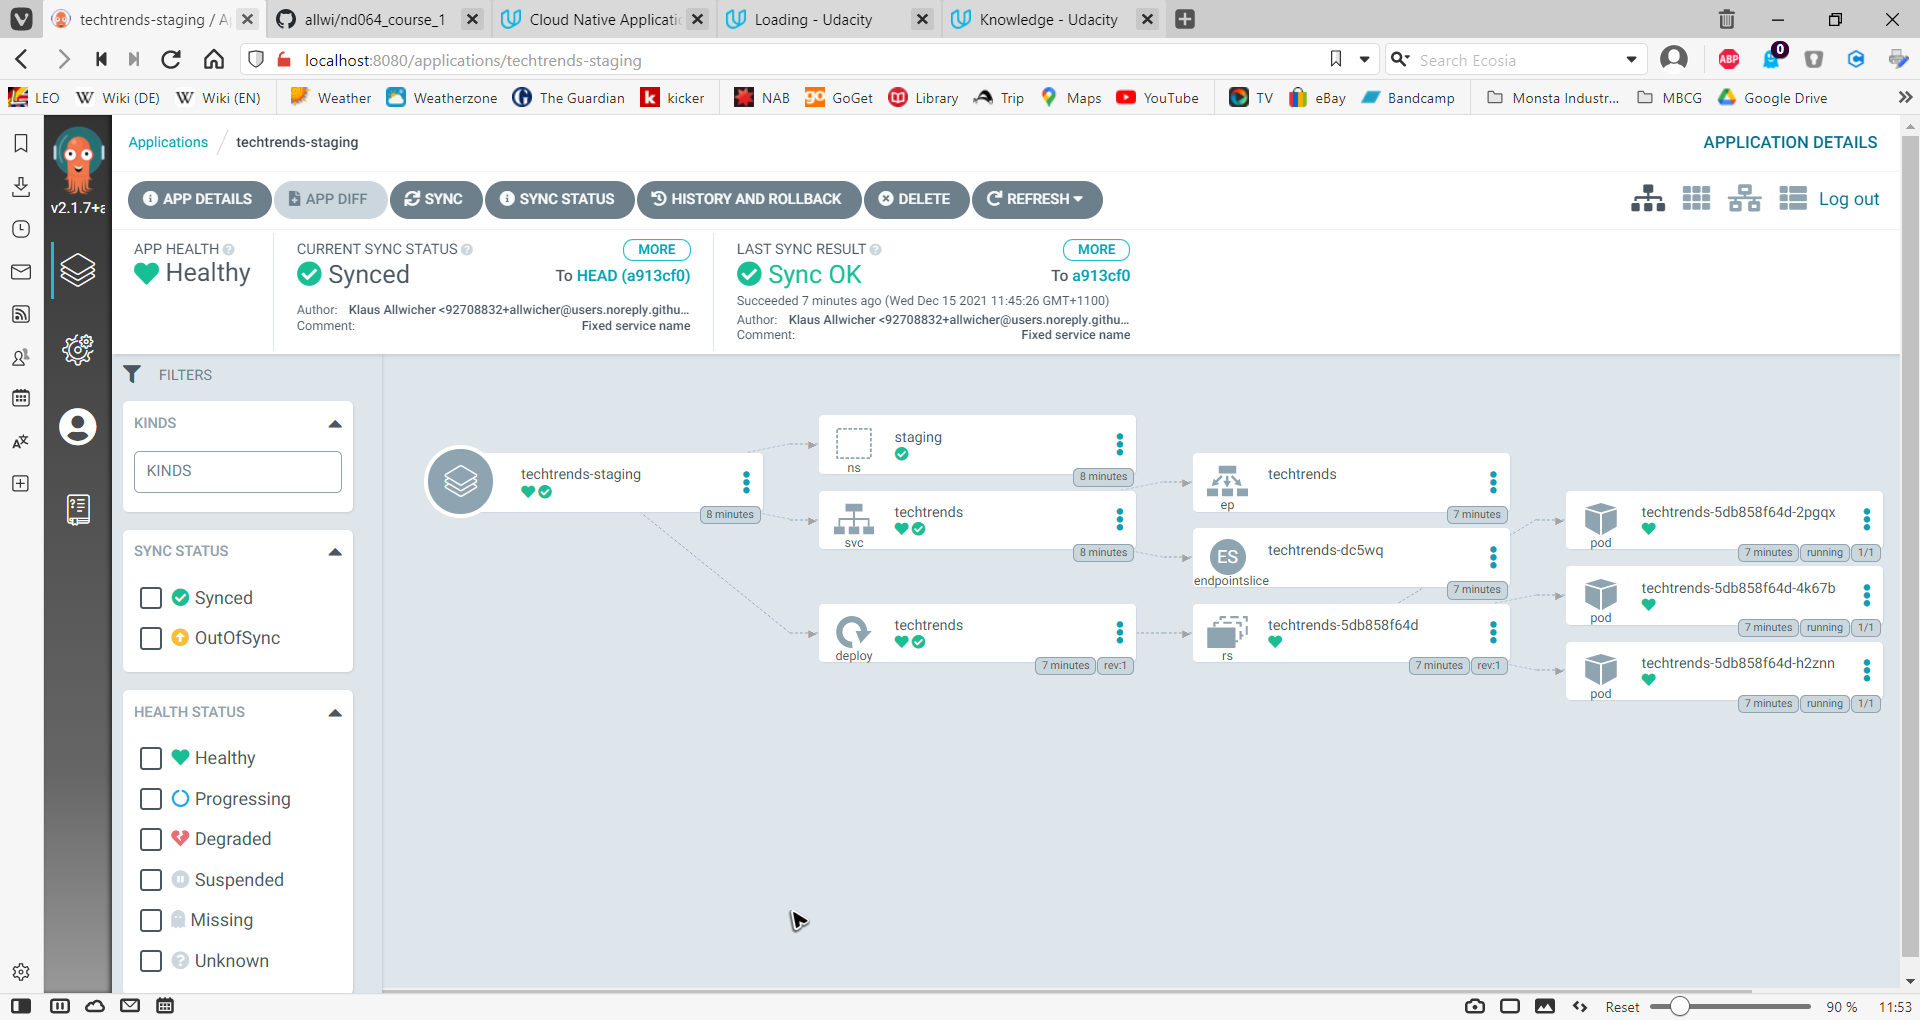 techtrends-staging / A
allwi/nd064_course_1
Cloud Native Applicati
Loading - Udacity
Knowledge - Udacity
localhost:8080/applications/techtrends-staging
Search Ecosia
ABP
0
LEO
Wiki (DE)
Wiki (EN)
Weather
Weatherzone
The Guardian
kicker
NAB
GoGet
Library
Trip
Maps
YouTube
TV
eBay
Bandcamp
Monsta Industr...
MBCG
Google Drive
v2.1.7+a
Applications / techtrends-staging
APPLICATION DETAILS
APP DETAILS
APP DIFF
SYNC
SYNC STATUS
HISTORY AND ROLLBACK
DELETE
REFRESH
Log out
APP HEALTH
Healthy
CURRENT SYNC STATUS
MORE
Synced
To HEAD (a913cf0)
Author: Klaus Allwicher <92708832+allwicher@users.noreply.githu...
Comment: Fixed service name
LAST SYNC RESULT
MORE
Sync OK
To a913cf0
Succeeded 7 minutes ago (Wed Dec 15 2021 11:45:26 GMT+1100)
Author: Klaus Allwicher <92708832+allwicher@users.noreply.githu...
Comment: Fixed service name
FILTERS
KINDS
KINDS
SYNC STATUS
Synced
OutOfSync
HEALTH STATUS
Healthy
Progressing
Degraded
Suspended
Missing
Unknown
techtrends-staging
8 minutes
staging
ns
8 minutes
techtrends
svc
8 minutes
techtrends
deploy
7 minutes
rev:1
techtrends
ep
7 minutes
ES
techtrends-dc5wq
endpointslice
7 minutes
techtrends-5db858f64d
rs
7 minutes
rev:1
techtrends-5db858f64d-2pgqx
pod
7 minutes
running
1/1
techtrends-5db858f64d-4k67b
pod
7 minutes
running
1/1
techtrends-5db858f64d-h2znn
pod
7 minutes
running
1/1
Reset
90 %
11:53